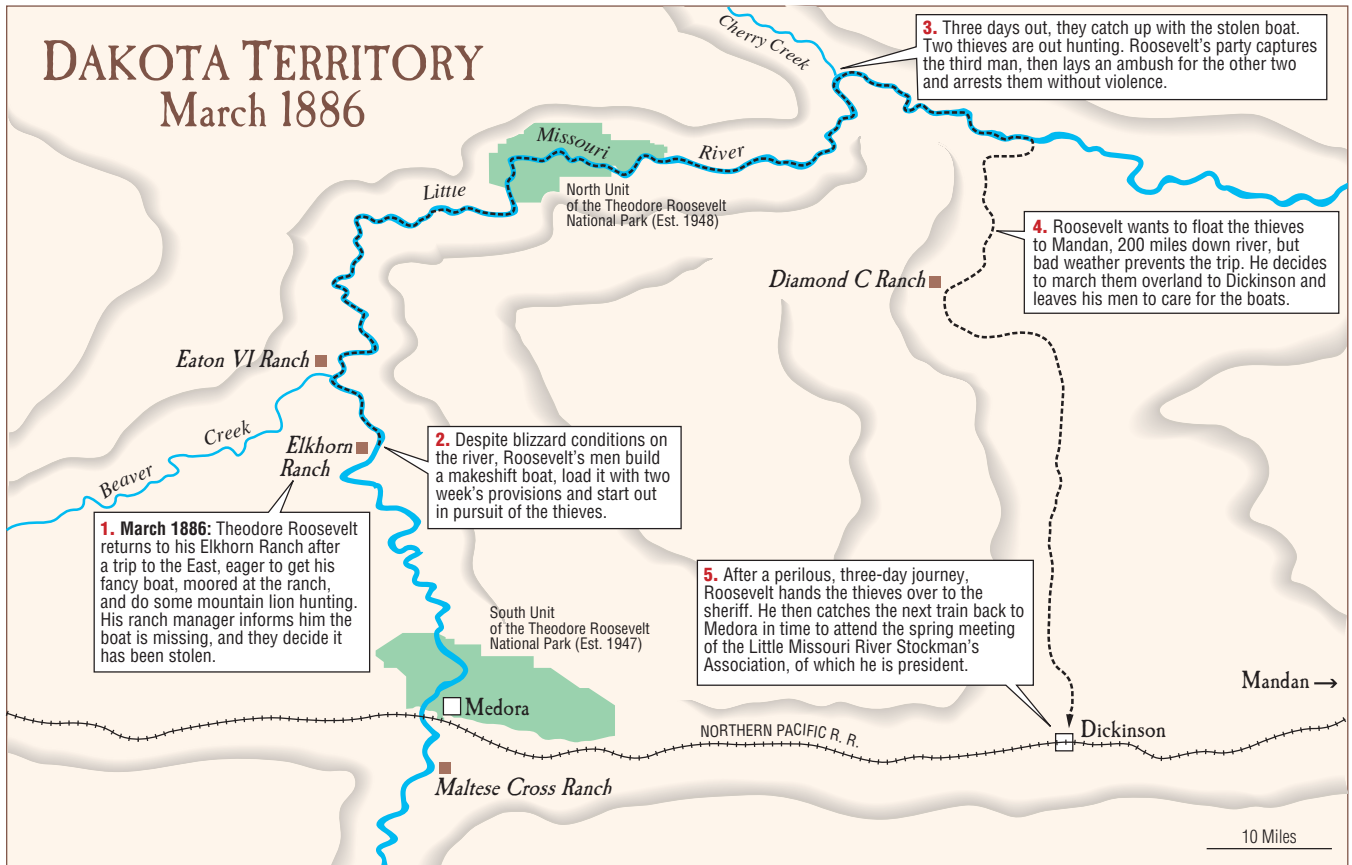 DAKOTA TERRITORY
March 1886
Cherry Creek
3. Three days out, they catch up with the stolen boat.
Two thieves are out hunting. Roosevelt's party captures
the third man, then lays an ambush for the other two
and arrests them without violence.
Little
Missouri
River
North Unit
of the Theodore Roosevelt
National Park (Est. 1948)
4. Roosevelt wants to float the thieves
to Mandan, 200 miles down river, but
bad weather prevents the trip. He decides
to march them overland to Dickinson and
leaves his men to care for the boats.
Diamond C Ranch
Eaton VI Ranch
Beaver
Creek
Elkhorn
Ranch
2. Despite blizzard conditions on
the river, Roosevelt's men build
a makeshift boat, load it with two
week's provisions and start out
in pursuit of the thieves.
1. March 1886: Theodore Roosevelt
returns to his Elkhorn Ranch after
a trip to the East, eager to get his
fancy boat, moored at the ranch,
and do some mountain lion hunting.
His ranch manager informs him the
boat is missing, and they decide it
has been stolen.
South Unit
of the Theodore Roosevelt
National Park (Est. 1947)
5. After a perilous, three-day journey,
Roosevelt hands the thieves over to the
sheriff. He then catches the next train back to
Medora in time to attend the spring meeting
of the Little Missouri River Stockman's
Association, of which he is president.
Mandan →
Medora
NORTHERN PACIFIC R. R.
Dickinson
Maltese Cross Ranch
10 Miles